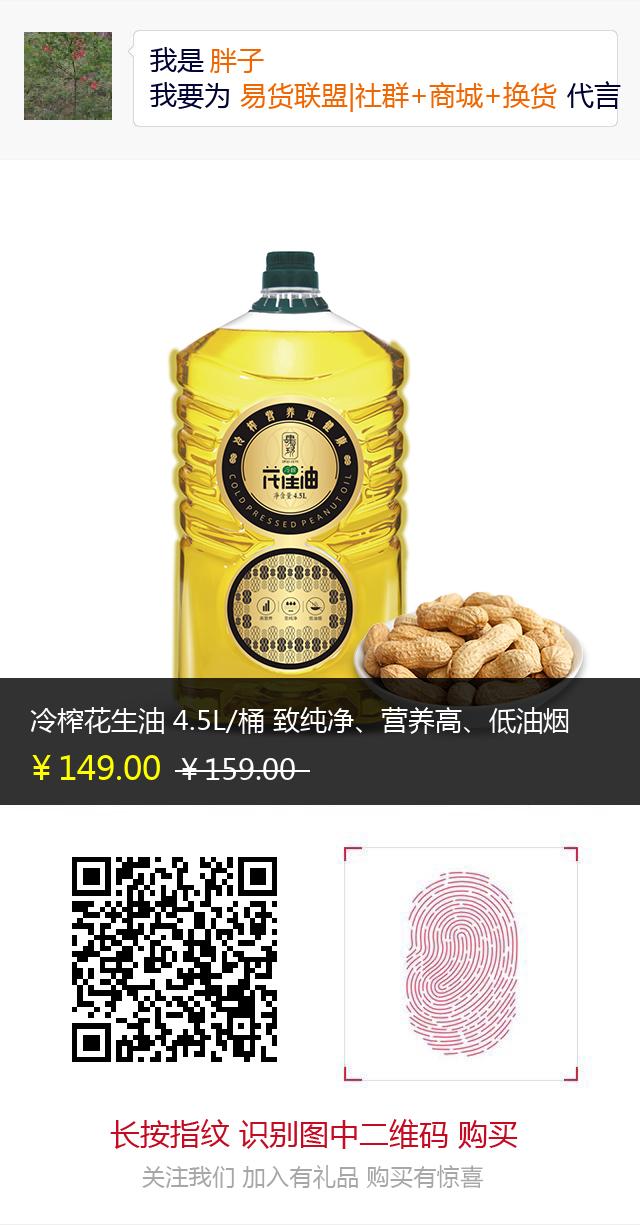 我是 胖子
我要为 易货联盟|社群+商城+换货 代言
冷榨营养更健康
花生油
净含量 4.5L
COLD PRESSED PEANUT OIL
冷榨花生油 4.5L/桶 致纯净、营养高、低油烟
￥149.00 ￥159.00
长按指纹 识别图中二维码 购买
关注我们 加入有礼品 购买有惊喜